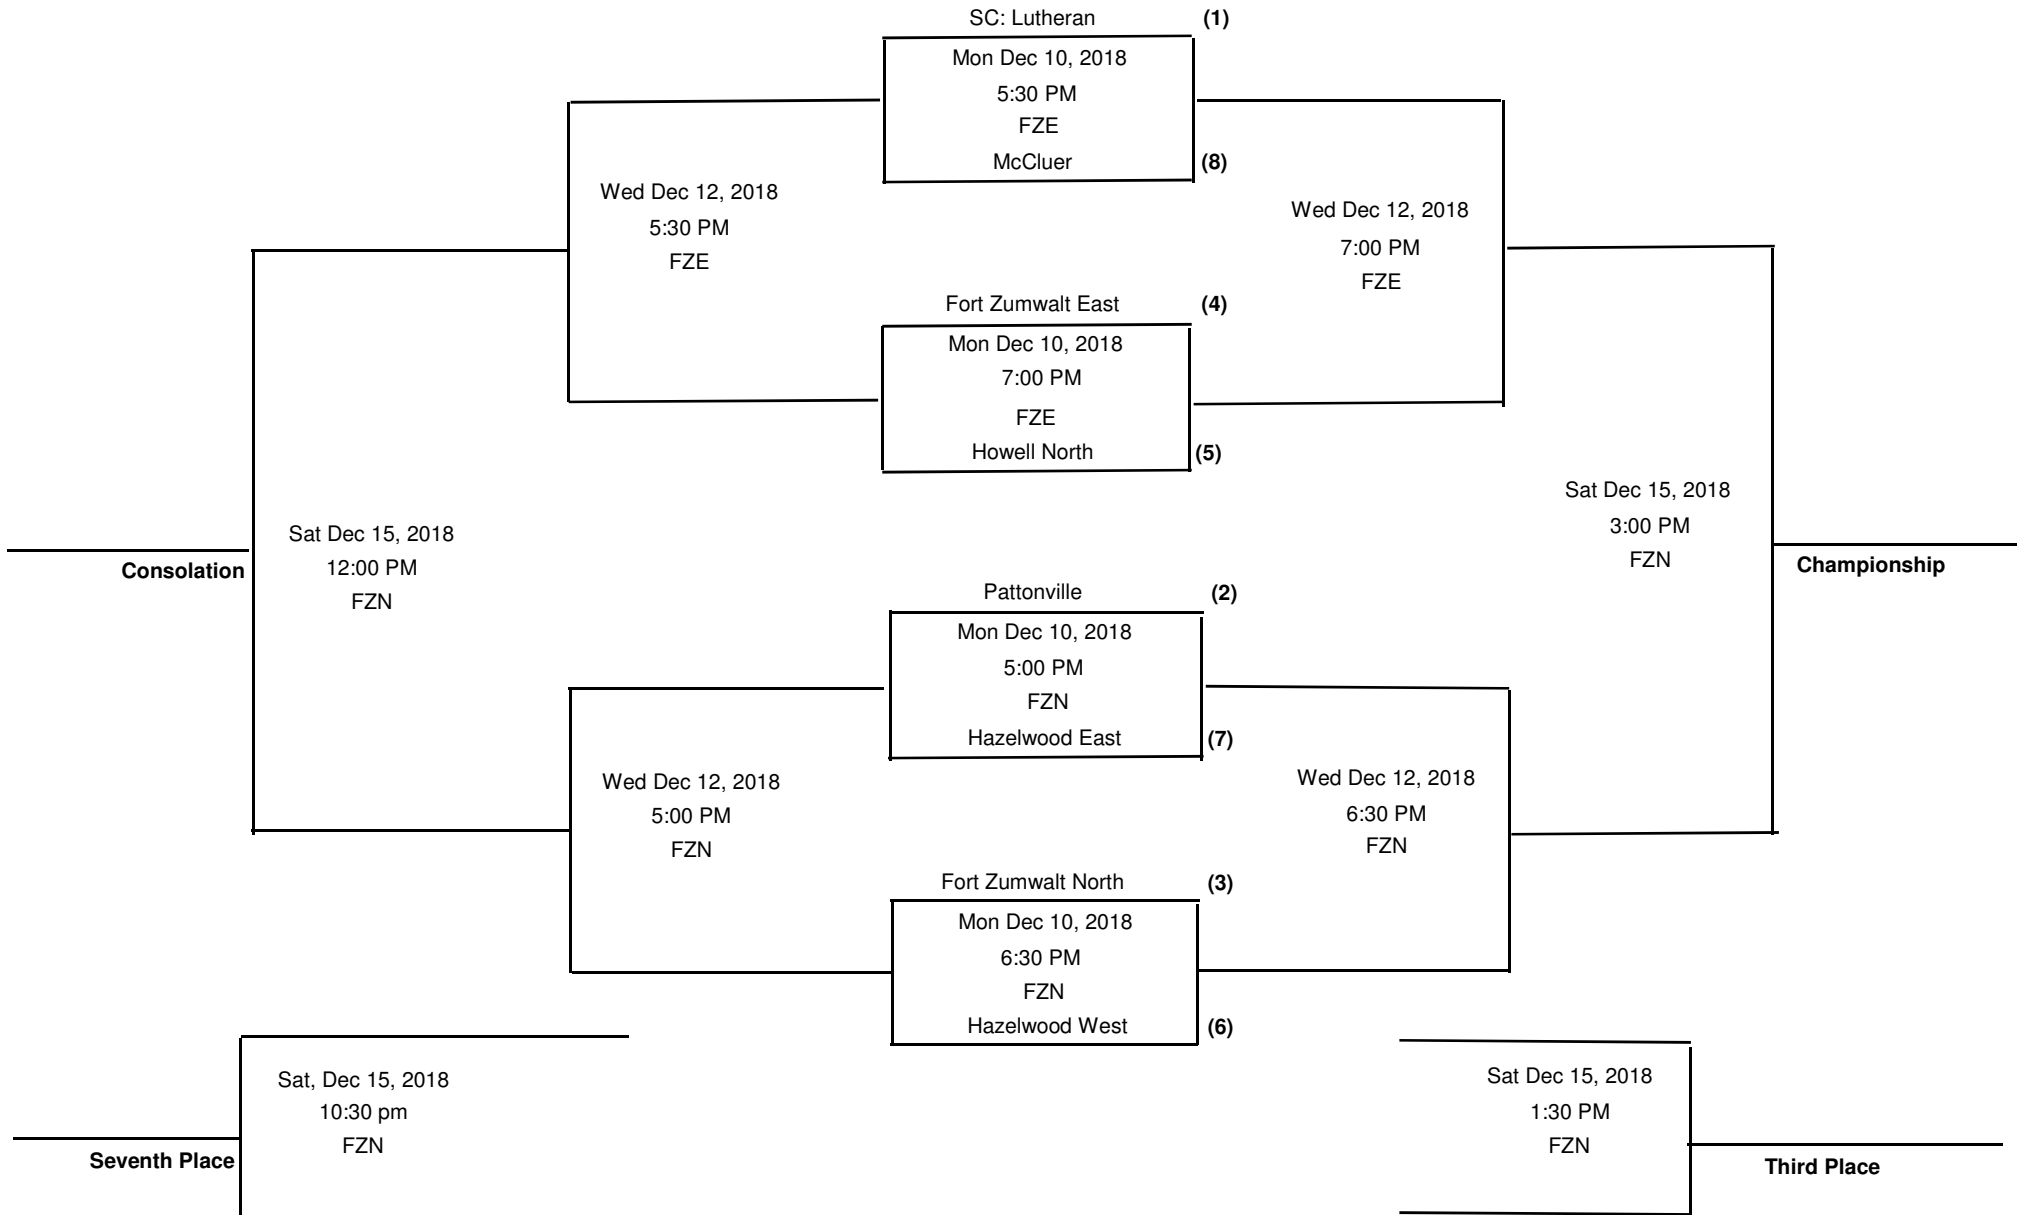 SC: Lutheran (1)
Mon Dec 10, 2018
5:30 PM
FZE
McCluer (8)
Wed Dec 12, 2018
5:30 PM
FZE
Wed Dec 12, 2018
7:00 PM
FZE
Fort Zumwalt East (4)
Mon Dec 10, 2018
7:00 PM
FZE
Howell North (5)
Sat Dec 15, 2018
12:00 PM
FZN
Consolation
Sat Dec 15, 2018
3:00 PM
FZN
Championship
Pattonville (2)
Mon Dec 10, 2018
5:00 PM
FZN
Hazelwood East (7)
Wed Dec 12, 2018
5:00 PM
FZN
Wed Dec 12, 2018
6:30 PM
FZN
Fort Zumwalt North (3)
Mon Dec 10, 2018
6:30 PM
FZN
Hazelwood West (6)
Sat, Dec 15, 2018
10:30 pm
FZN
Seventh Place
Sat Dec 15, 2018
1:30 PM
FZN
Third Place